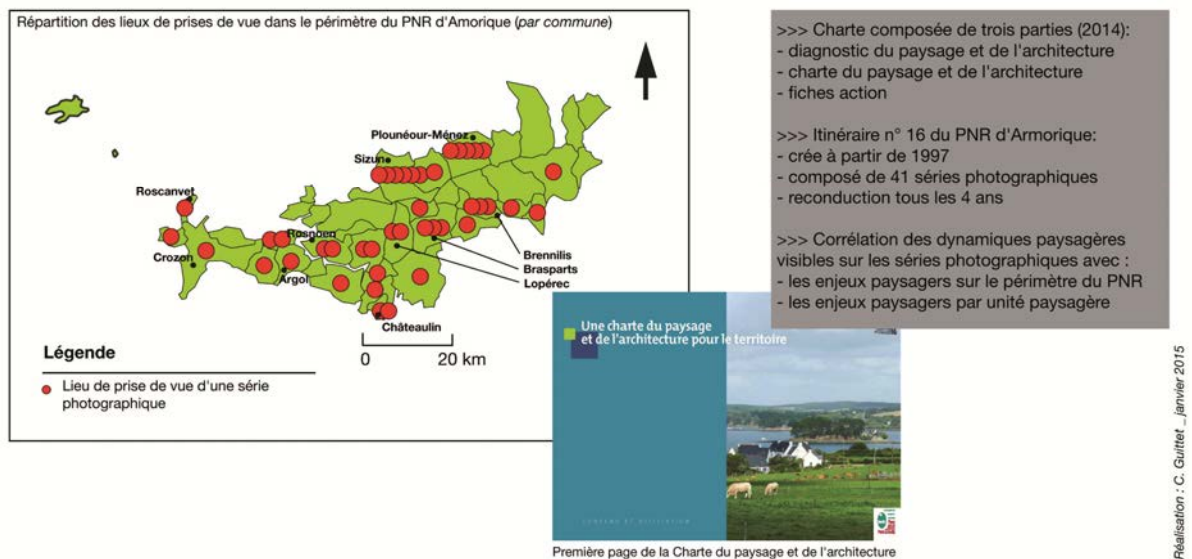 Répartition des lieux de prises de vue dans le périmètre du PNR d'Amorique (par commune)
Plounéour-Ménez
Sizun
Roscanvet
Rosnoën
Crozon
Argol
Brennilis
Brasparts
Lopérec
Châteaulin
0 20 km
Légende
Lieu de prise de vue d'une série
photographique
>>> Charte composée de trois parties (2014):
- diagnostic du paysage et de l'architecture
- charte du paysage et de l'architecture
- fiches action
>>> Itinéraire n° 16 du PNR d'Armorique:
- crée à partir de 1997
- composé de 41 séries photographiques
- reconduction tous les 4 ans
>>> Corrélation des dynamiques paysagères
visibles sur les séries photographiques avec :
- les enjeux paysagers sur le périmètre du PNR
- les enjeux paysagers par unité paysagère
Une charte du paysage
et de l'architecture pour le territoire
Première page de la Charte du paysage et de l'architecture
Réalisation : C. Guittet _ janvier 2015